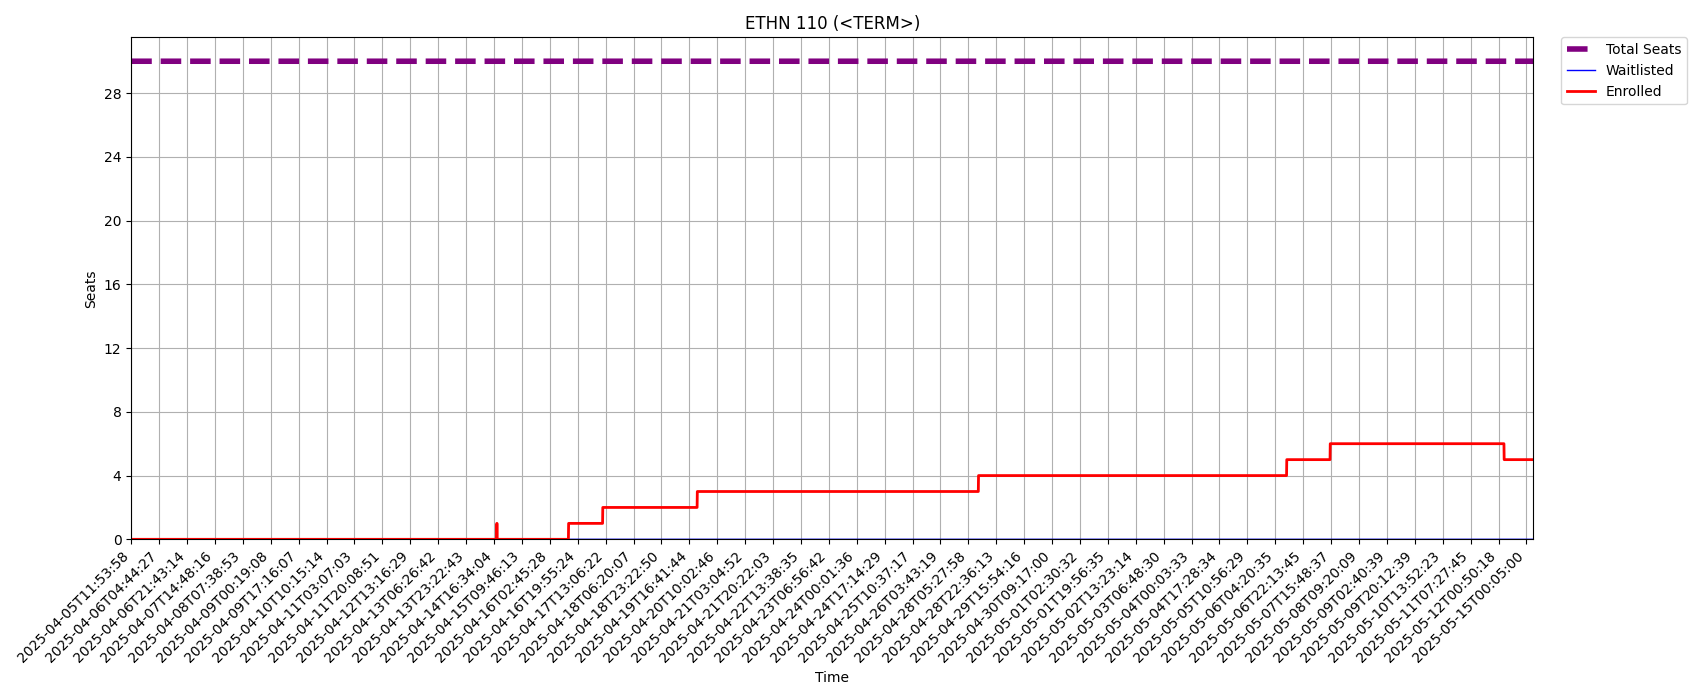 ETHN 110 (<TERM>)
Total Seats
Waitlisted
Enrolled
Seats
28
24
20
16
12
8
4
0
2025-04-05T11:53:58
2025-04-06T04:44:27
2025-04-06T21:43:14
2025-04-07T14:48:16
2025-04-08T07:38:53
2025-04-09T00:19:08
2025-04-09T17:16:07
2025-04-10T10:15:14
2025-04-11T03:07:03
2025-04-11T20:08:51
2025-04-12T13:16:29
2025-04-13T06:26:42
2025-04-13T23:22:43
2025-04-14T16:34:04
2025-04-15T09:46:13
2025-04-16T02:45:28
2025-04-16T19:55:24
2025-04-17T13:06:22
2025-04-18T06:20:07
2025-04-18T23:22:50
2025-04-19T16:41:44
2025-04-20T10:02:46
2025-04-21T03:04:52
2025-04-21T20:22:03
2025-04-22T13:38:35
2025-04-23T06:56:42
2025-04-24T00:01:36
2025-04-24T17:14:29
2025-04-25T10:37:17
2025-04-26T03:43:19
2025-04-28T05:27:58
2025-04-28T22:36:13
2025-04-29T15:54:16
2025-04-30T09:17:00
2025-05-01T02:30:32
2025-05-01T19:56:35
2025-05-02T13:23:14
2025-05-03T06:48:30
2025-05-04T00:03:33
2025-05-04T17:28:34
2025-05-05T10:56:29
2025-05-06T04:20:35
2025-05-06T22:13:45
2025-05-07T15:48:37
2025-05-08T09:20:09
2025-05-09T02:40:39
2025-05-09T20:12:39
2025-05-10T13:52:23
2025-05-11T07:27:45
2025-05-12T00:50:18
2025-05-15T00:05:00
Time